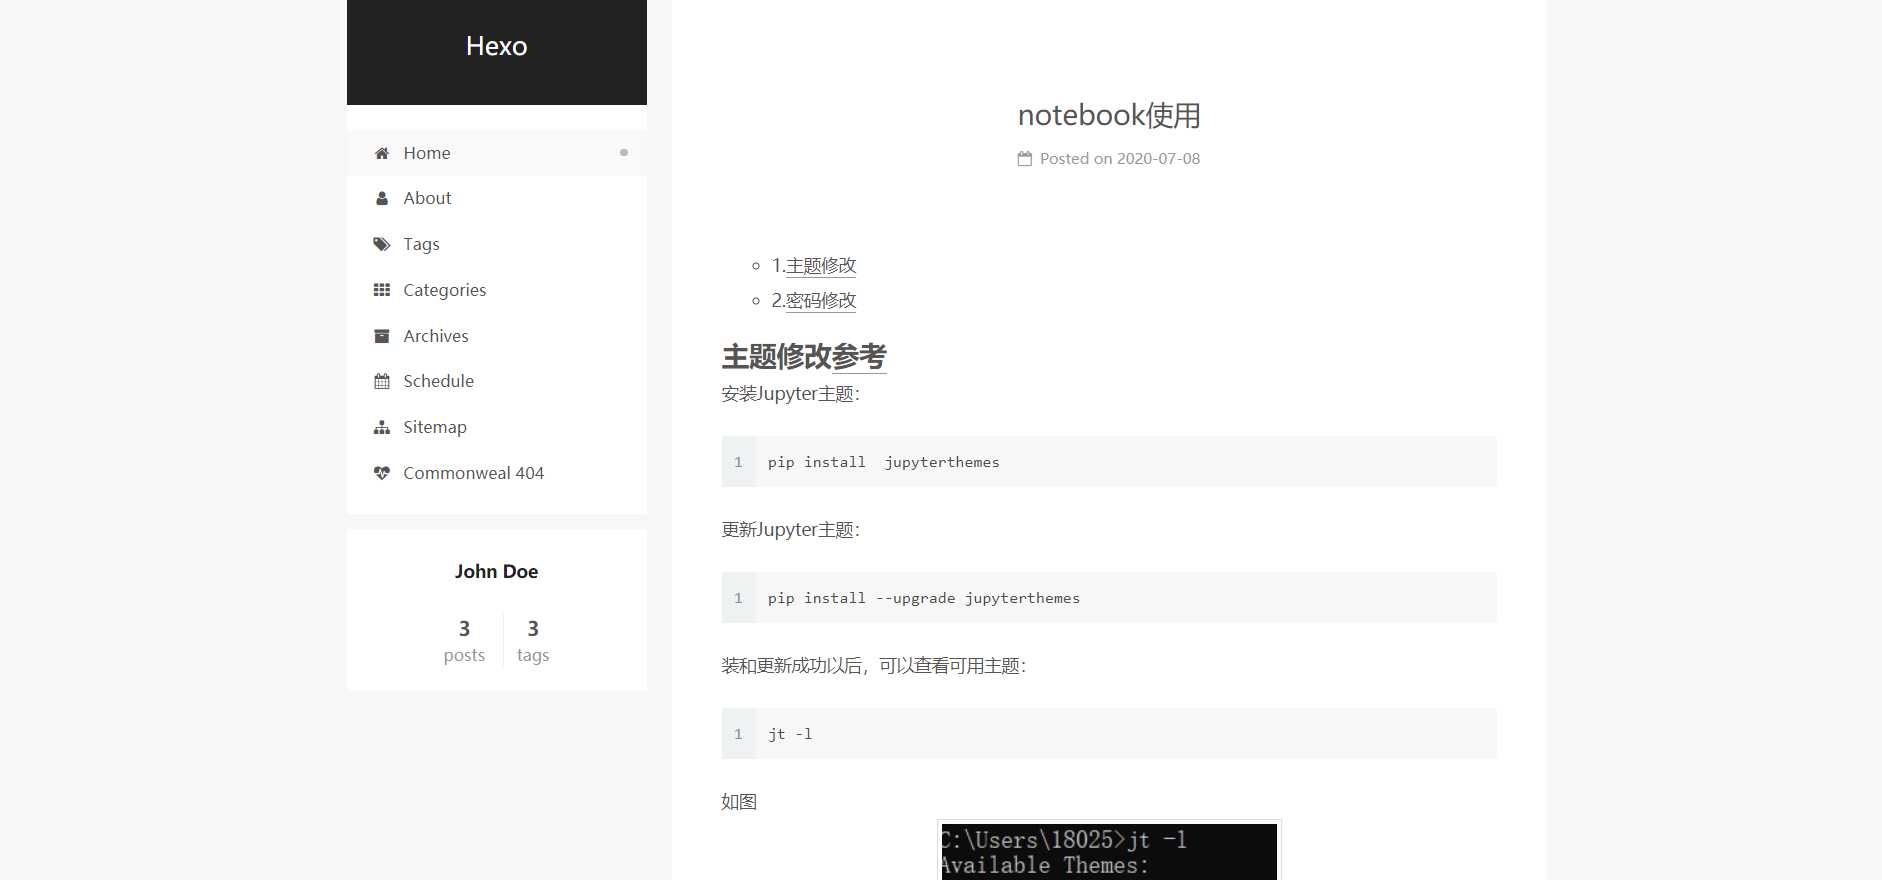 Hexo
Home
About
Tags
Categories
Archives
Schedule
Sitemap
Commonweal 404
John Doe
3
posts
3
tags
notebook使用
Posted on 2020-07-08
1.主题修改
2.密码修改
主题修改参考
安装Jupyter主题：
1 pip install  jupyterthemes
更新Jupyter主题：
1 pip install --upgrade jupyterthemes
装和更新成功以后，可以查看可用主题：
1 jt -l
如图
C:\Users\18025>jt -l
Available Themes: